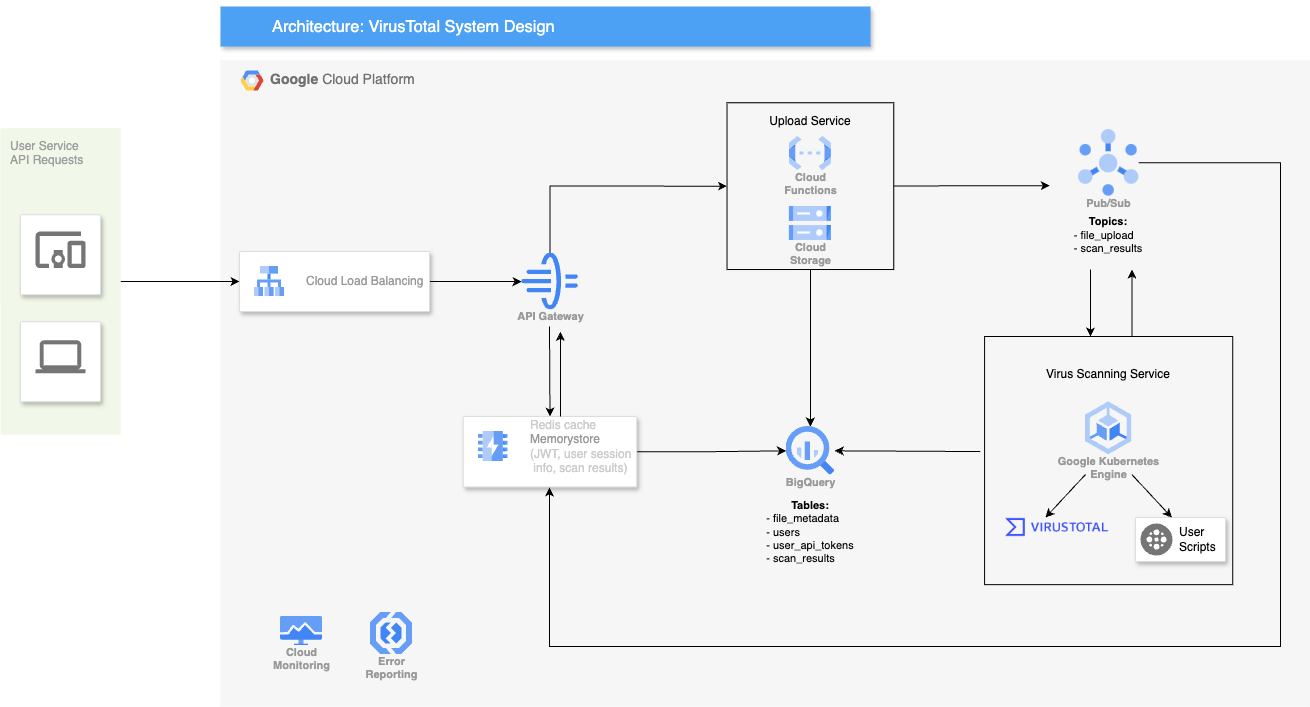 Architecture: VirusTotal System Design
Google Cloud Platform
User Service
API Requests
Cloud Load Balancing
API Gateway
Upload Service
Cloud
Functions
Cloud
Storage
Pub/Sub
Topics:
- file_upload
- scan_results
Redis cache
Memorystore
(JWT, user session
info, scan results)
BigQuery
Tables:
- file_metadata
- users
- user_api_tokens
- scan_results
Virus Scanning Service
Google Kubernetes
Engine
VIRUSTOTAL
User
Scripts
Cloud
Monitoring
Error
Reporting